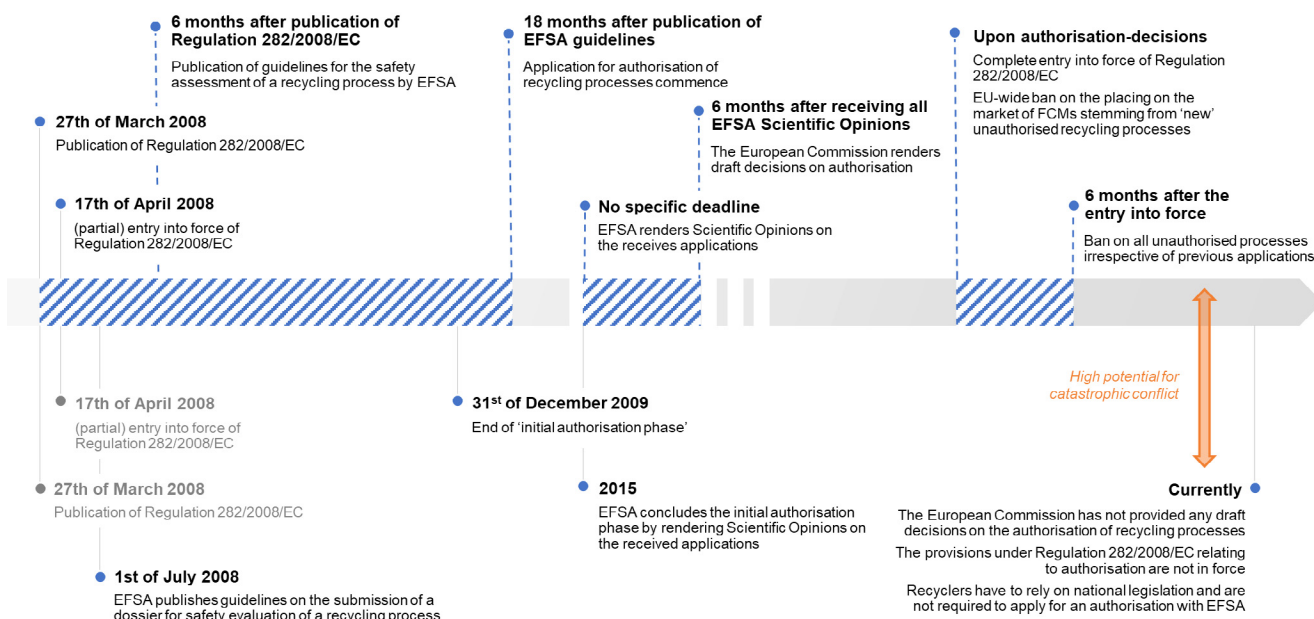 6 months after publication of
Regulation 282/2008/EC
Publication of guidelines for the safety
assessment of a recycling process by EFSA
18 months after publication of
EFSA guidelines
Application for authorisation of
recycling processes commence
Upon authorisation-decisions
Complete entry into force of Regulation
282/2008/EC
EU-wide ban on the placing on the
market of FCMs stemming from ‘new’
unauthorised recycling processes
27th of March 2008
Publication of Regulation 282/2008/EC
6 months after receiving all
EFSA Scientific Opinions
The European Commission renders
draft decisions on authorisation
17th of April 2008
(partial) entry into force of
Regulation 282/2008/EC
No specific deadline
EFSA renders Scientific Opinions on
the receives applications
6 months after the
entry into force
Ban on all unauthorised processes
irrespective of previous applications
High potential for
catastrophic conflict
17th of April 2008
(partial) entry into force of
Regulation 282/2008/EC
31st of December 2009
End of ‘initial authorisation phase’
27th of March 2008
Publication of Regulation 282/2008/EC
2015
EFSA concludes the initial authorisation
phase by rendering Scientific Opinions on
the received applications
Currently
The European Commission has not provided any draft
decisions on the authorisation of recycling processes
The provisions under Regulation 282/2008/EC relating
to authorisation are not in force
Recyclers have to rely on national legislation and are
not required to apply for an authorisation with EFSA
1st of July 2008
EFSA publishes guidelines on the submission of a
dossier for safety evaluation of a recycling process